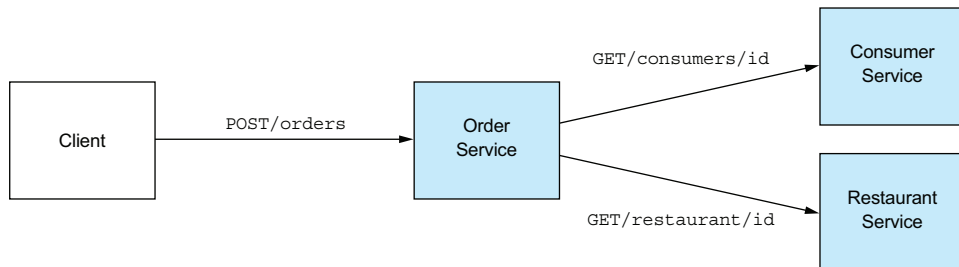 Client
POST/orders
Order
Service
GET/consumers/id
Consumer
Service
GET/restaurant/id
Restaurant
Service